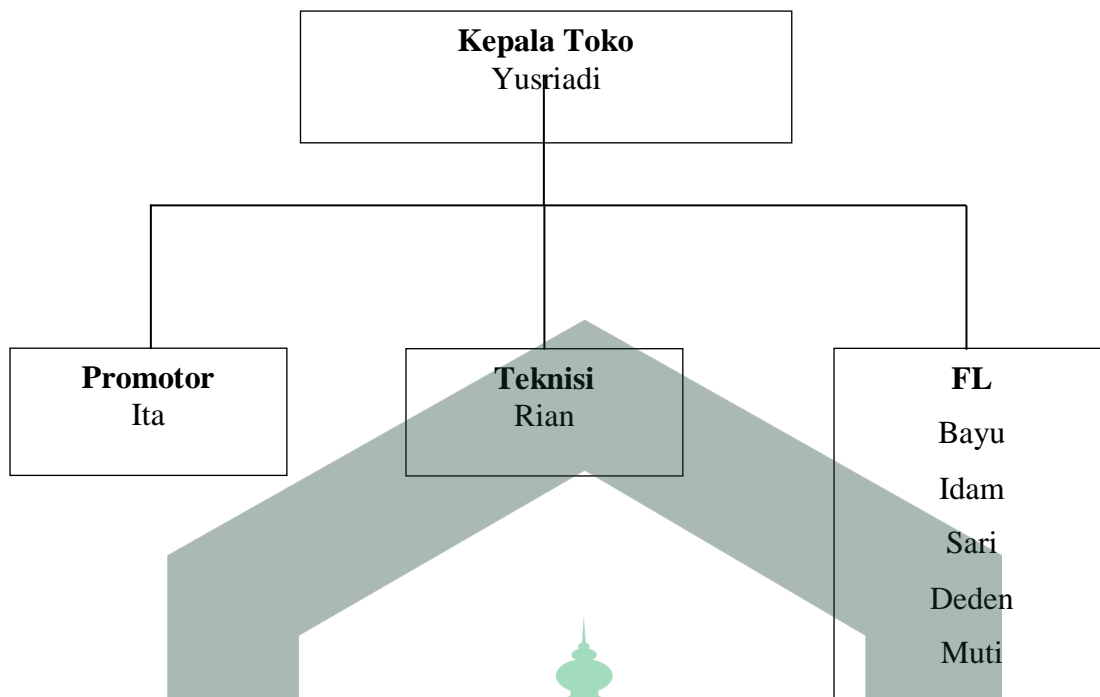 Kepala Toko
Yusriadi
Promotor
Ita
Teknisi
Rian
FL
Bayu
Idam
Sari
Deden
Muti